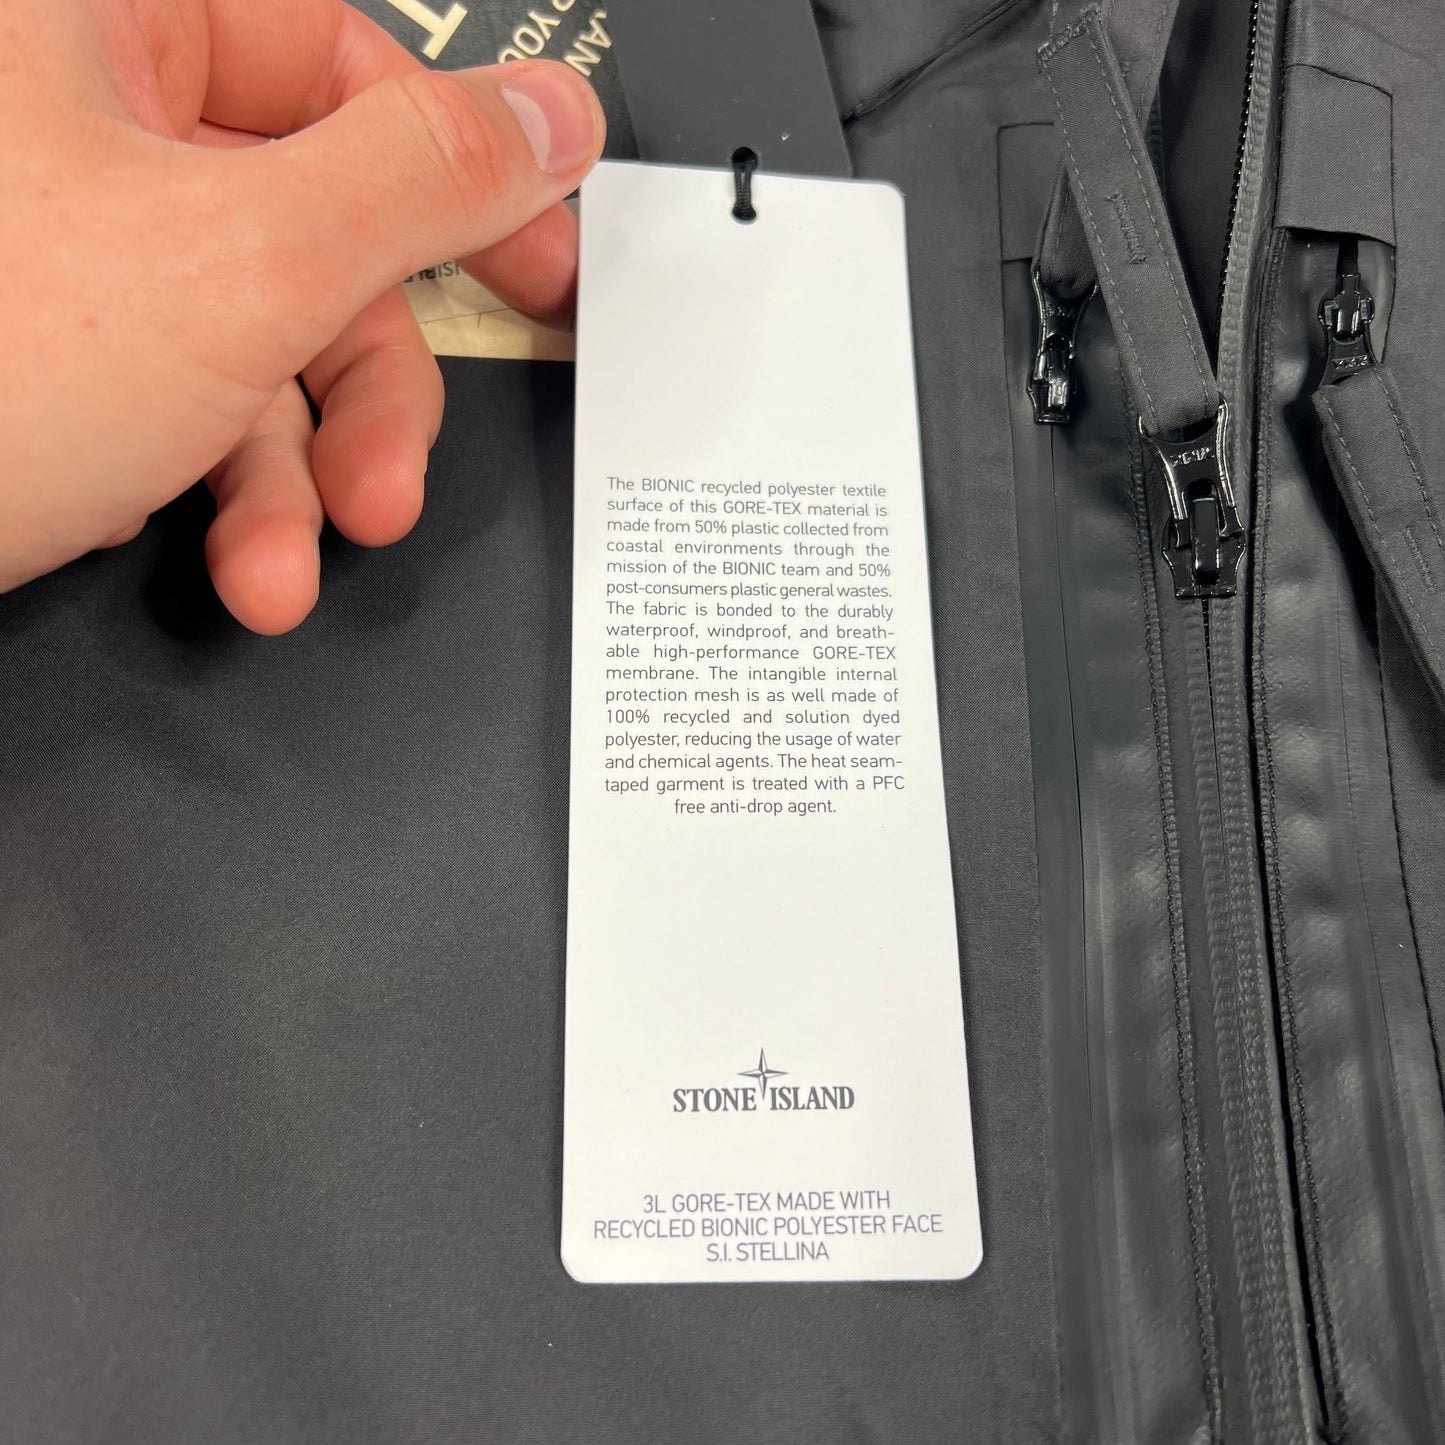 The BIONIC recycled polyester textile
surface of this GORE-TEX material is
made from 50% plastic collected from
coastal environments through the
mission of the BIONIC team and 50%
post-consumers plastic general wastes.
The fabric is bonded to the durably
waterproof, windproof, and breath-
able high-performance GORE-TEX
membrane. The intangible internal
protection mesh is as well made of
100% recycled and solution dyed
polyester, reducing the usage of water
and chemical agents. The heat seam-
taped garment is treated with a PFC
free anti-drop agent.
STONE ISLAND
3L GORE-TEX MADE WITH
RECYCLED BIONIC POLYESTER FACE
S.I. STELLINA